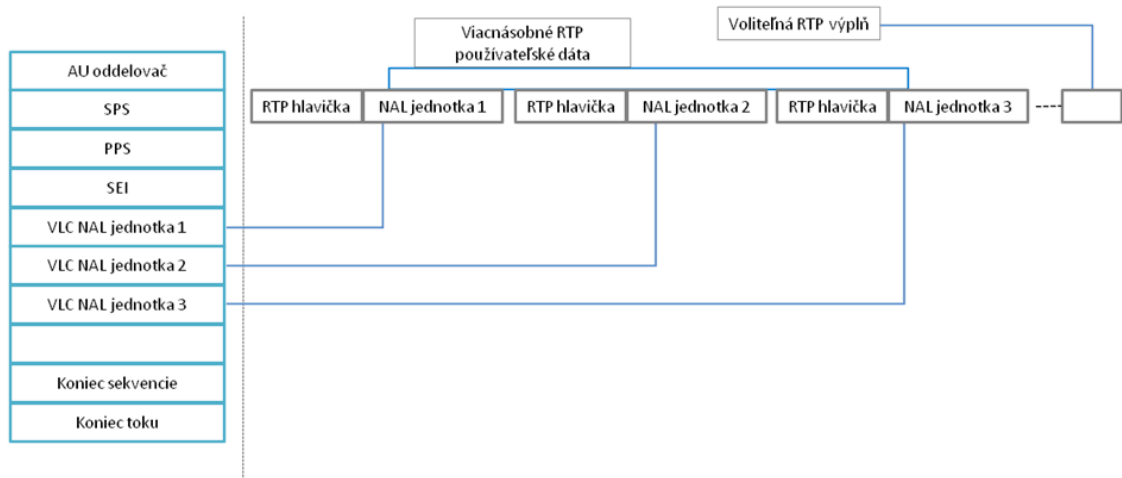 Viacnásobné RTP
používateľské dáta
Voliteľná RTP výplň
AU oddelovač
SPS
PPS
SEI
VLC NAL jednotka 1
VLC NAL jednotka 2
VLC NAL jednotka 3
Koniec sekvencie
Koniec toku
RTP hlavička
NAL jednotka 1
RTP hlavička
NAL jednotka 2
RTP hlavička
NAL jednotka 3